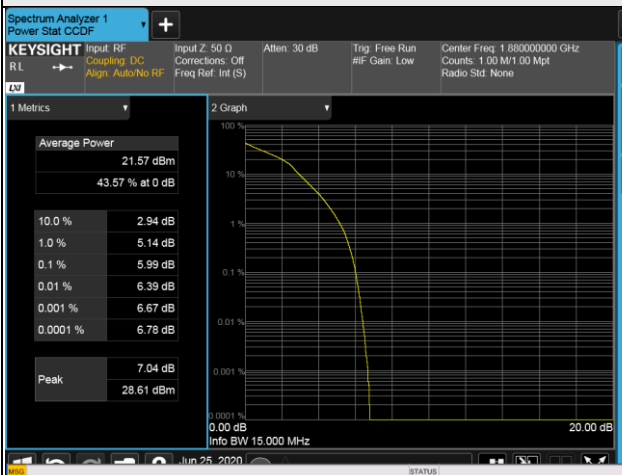 Spectrum Analyzer 1
Power Stat CCDF
KEYSIGHT
RL
LXI
Input: RF
Coupling: DC
Align: Auto/No RF
Input Z: 50 Ω
Corrections: Off
Freq Ref: Int (S)
Atten: 30 dB
Trig: Free Run
#IF Gain: Low
Center Freq: 1.880000000 GHz
Counts: 1.00 M/1.00 Mpt
Radio Std: None
1 Metrics
Average Power
21.57 dBm
43.57 % at 0 dB
10.0 % 2.94 dB
1.0 % 5.14 dB
0.1 % 5.99 dB
0.01 % 6.39 dB
0.001 % 6.67 dB
0.0001 % 6.78 dB
Peak
7.04 dB
28.61 dBm
2 Graph
100 %
10 %
1 %
0.1 %
0.01 %
0.001 %
0.0001 %
0.00 dB 20.00 dB
Info BW 15.000 MHz
Jun 25, 2020
MSG STATUS